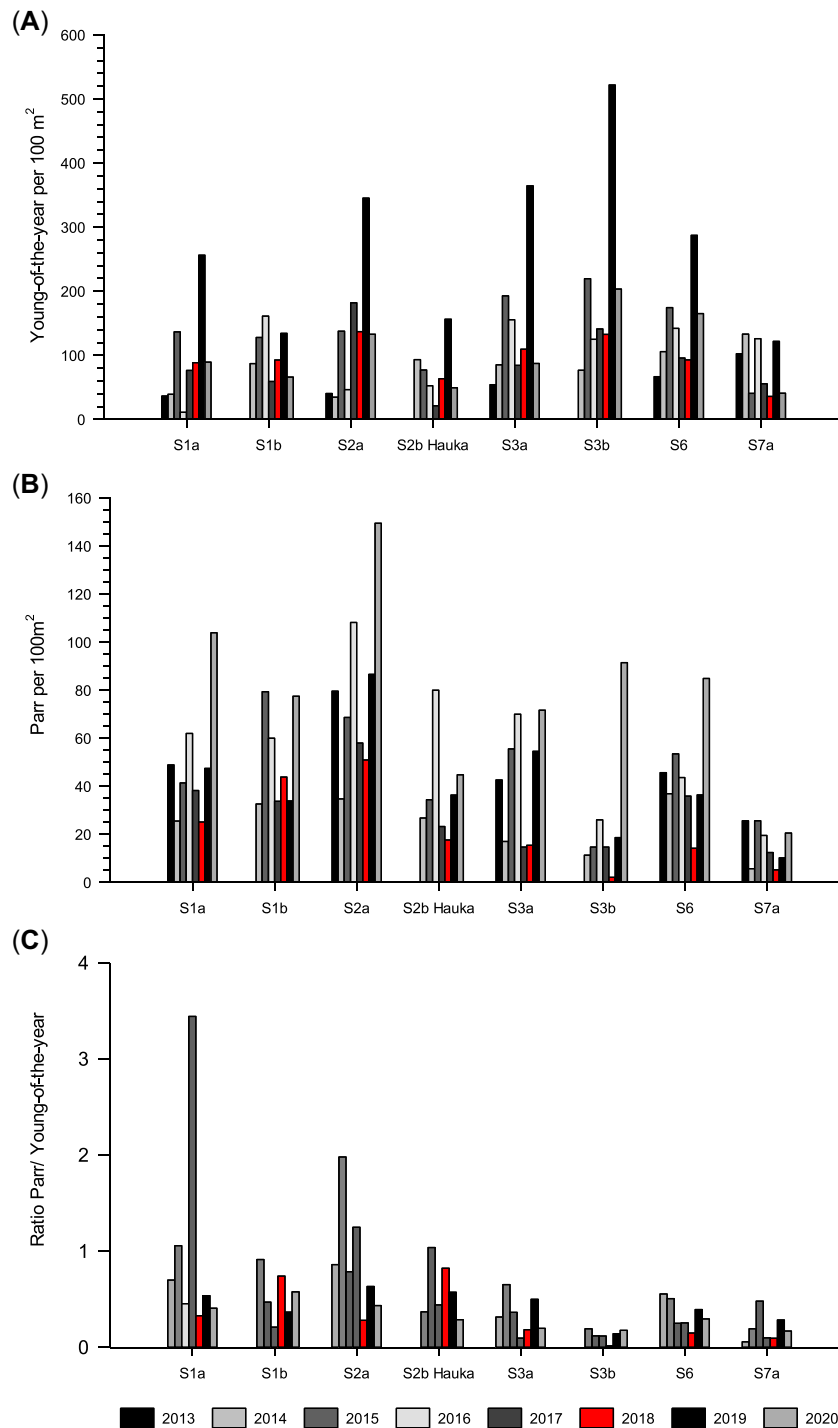 (A)
600
500
400
300
200
100
0
Young-of-the-year per 100 m²
S1a S1b S2a S2b Hauka S3a S3b S6 S7a
(B)
160
140
120
100
80
60
40
20
0
Parr per 100m²
S1a S1b S2a S2b Hauka S3a S3b S6 S7a
(C)
4
3
2
1
0
Ratio Parr/ Young-of-the-year
S1a S1b S2a S2b Hauka S3a S3b S6 S7a
2013 2014 2015 2016 2017 2018 2019 2020